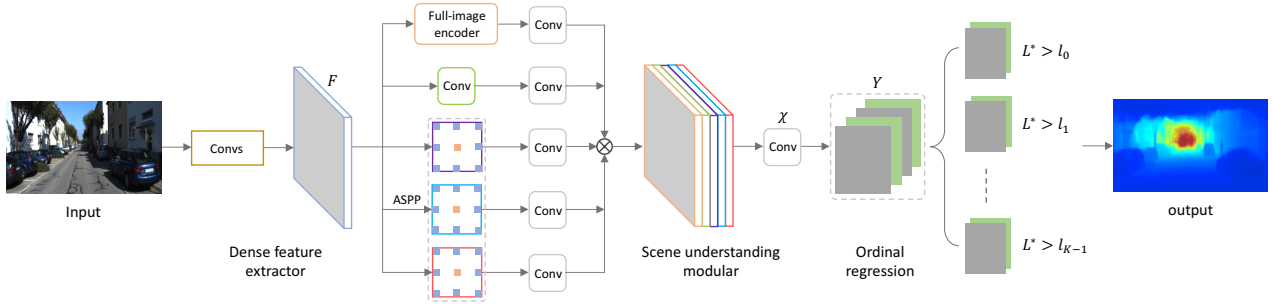 Input
Convs
Dense feature
extractor
F
Full-image
encoder
Conv
Conv
Conv
ASPP
Conv
Conv
Conv
Scene understanding
modular
χ
Conv
Y
Ordinal
regression
L* > l₀
L* > l₁
L* > l_{K−1}
output